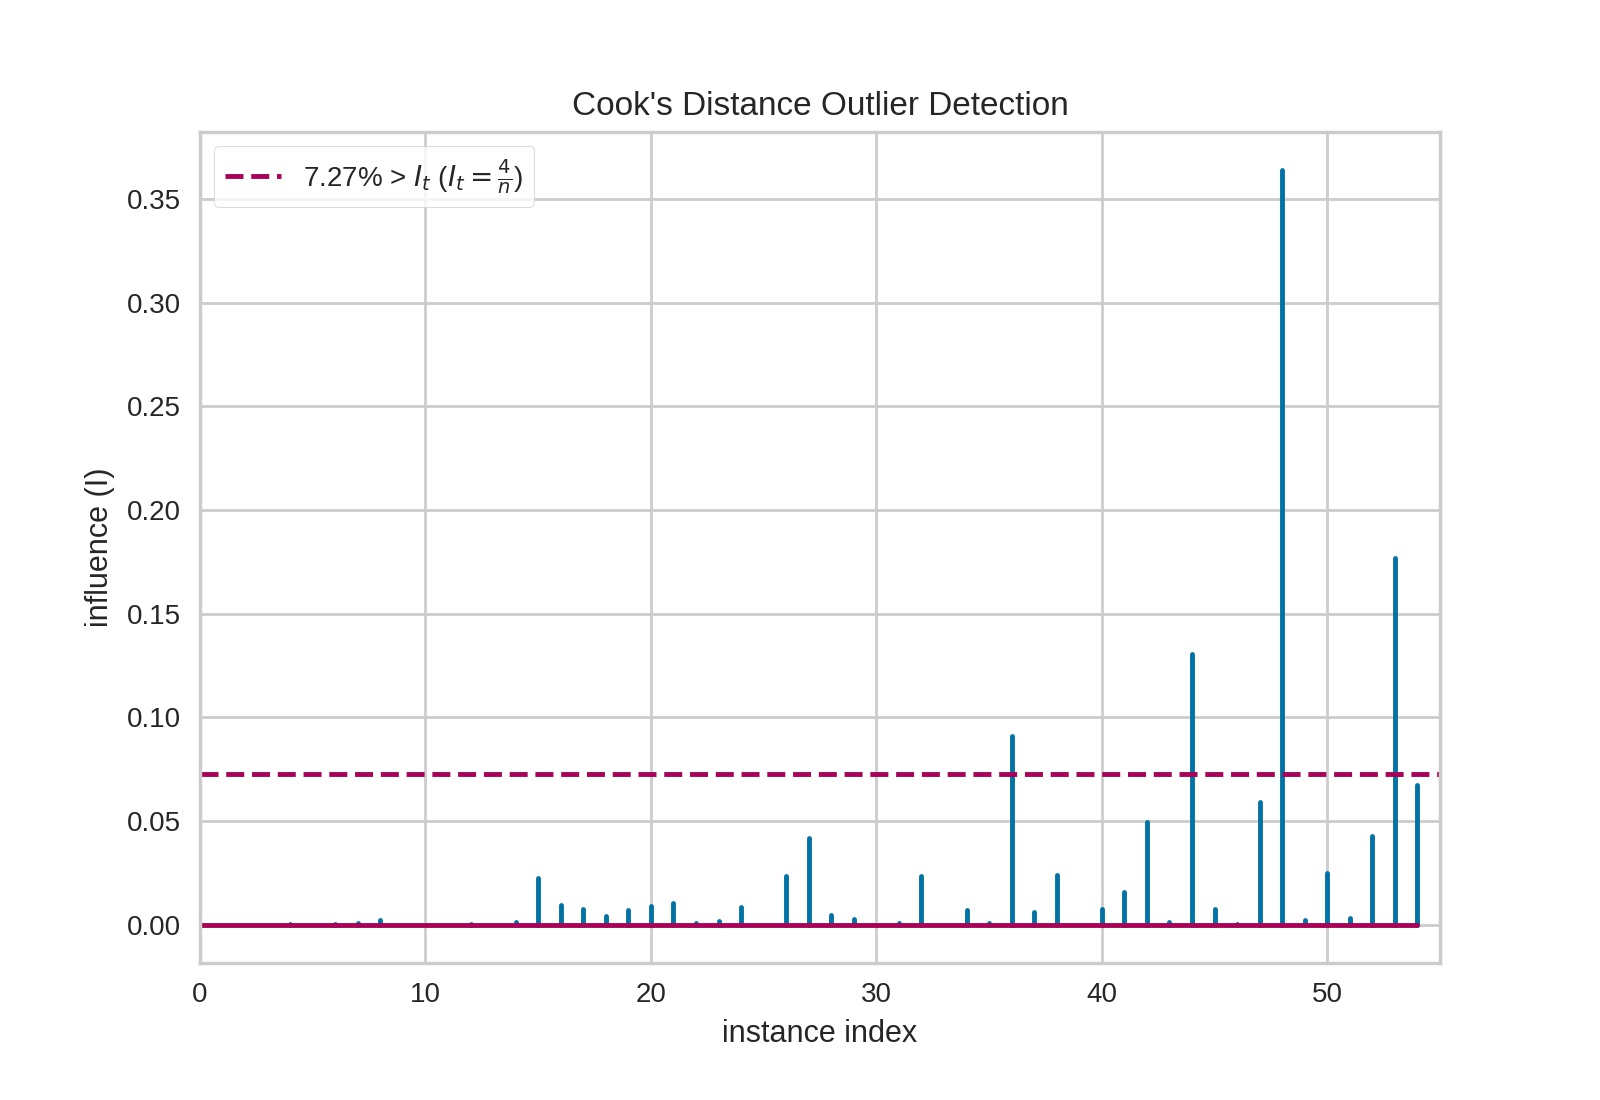 Cook's Distance Outlier Detection
7.27% > I_t (I_t = 4/n)
0.35
0.30
0.25
0.20
0.15
0.10
0.05
0.00
influence (I)
0 10 20 30 40 50
instance index